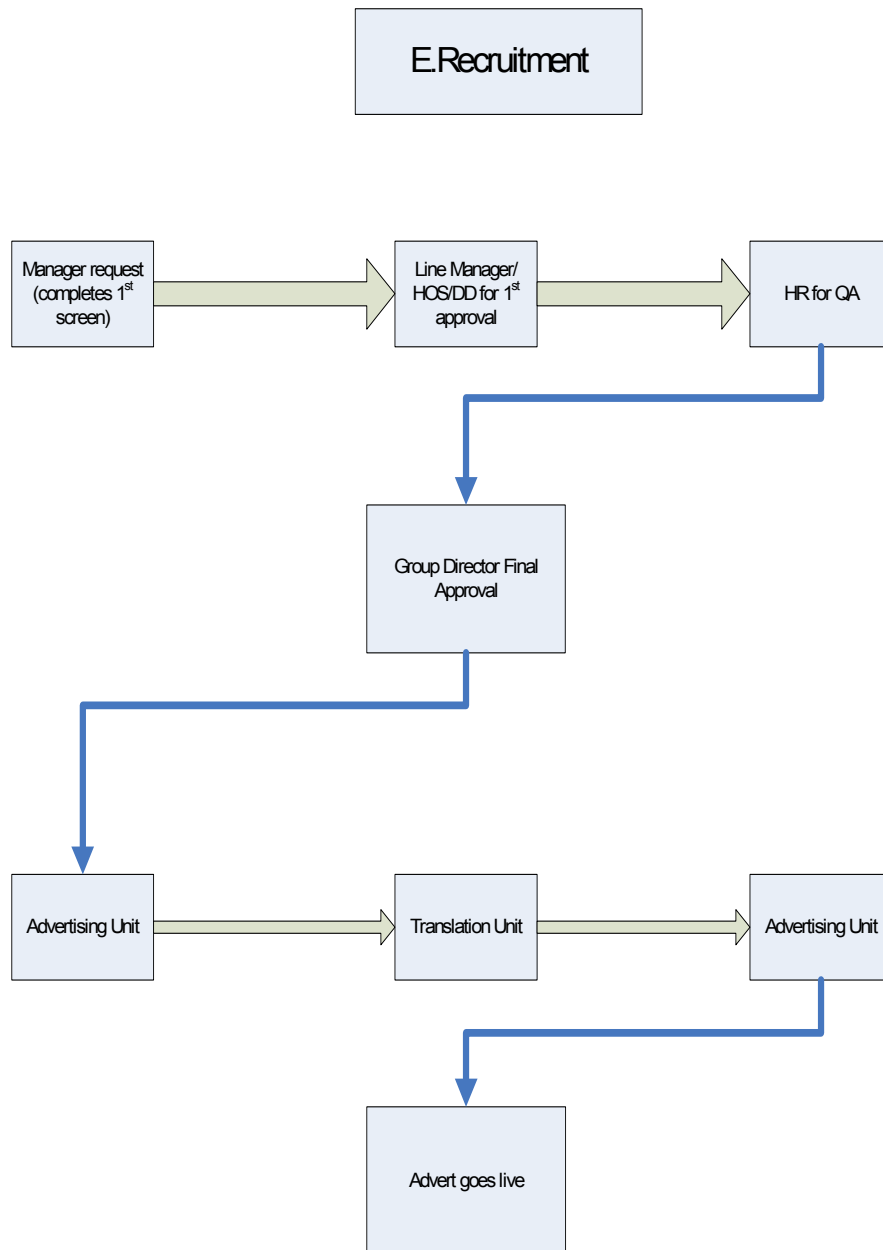 E.Recruitment
Manager request
(completes 1st
screen)
Line Manager/
HOS/DD for 1st
approval
HR for QA
Group Director Final
Approval
Advertising Unit
Translation Unit
Advertising Unit
Advert goes live